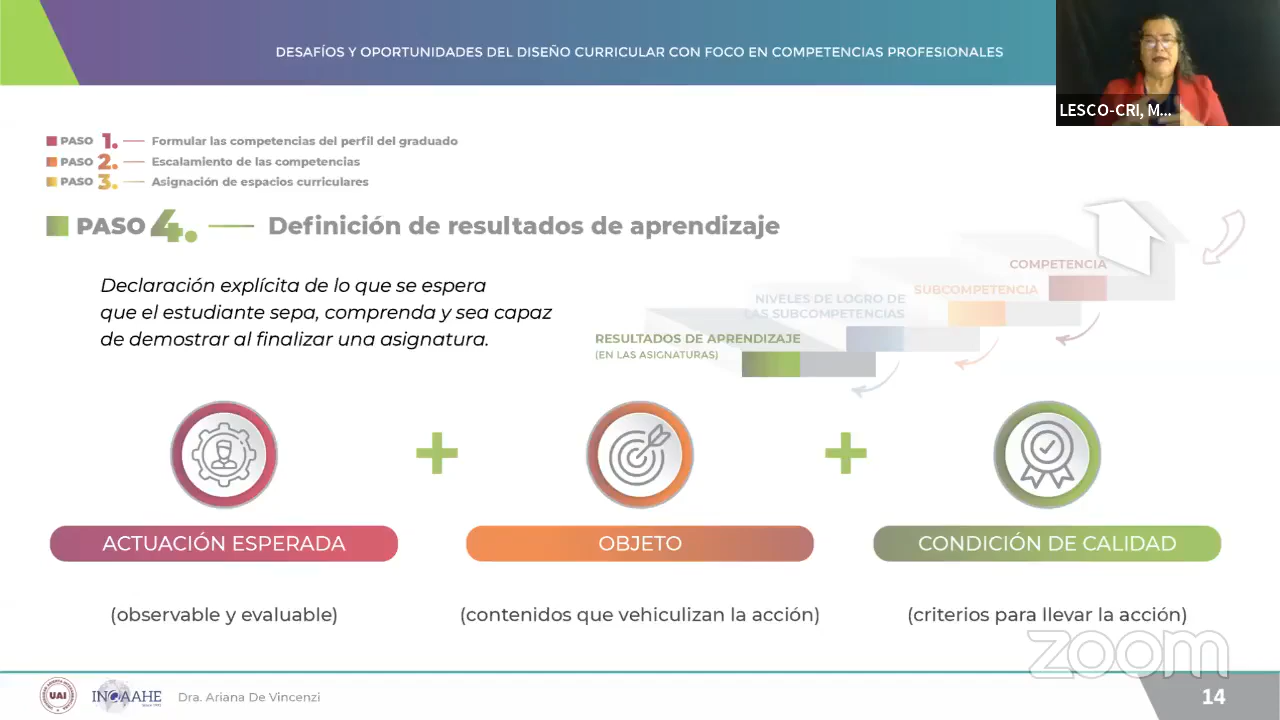 DESAFÍOS Y OPORTUNIDADES DEL DISEÑO CURRICULAR CON FOCO EN COMPETENCIAS PROFESIONALES
LESCO-CRI, M...
PASO 1. Formular las competencias del perfil del graduado
PASO 2. Escalamiento de las competencias
PASO 3. Asignación de espacios curriculares
PASO 4. Definición de resultados de aprendizaje
Declaración explícita de lo que se espera
que el estudiante sepa, comprenda y sea capaz
de demostrar al finalizar una asignatura.
COMPETENCIA
SUBCOMPETENCIA
NIVELES DE LOGRO DE
LAS SUBCOMPETENCIAS
RESULTADOS DE APRENDIZAJE
(EN LAS ASIGNATURAS)
ACTUACIÓN ESPERADA
+
OBJETO
+
CONDICIÓN DE CALIDAD
(observable y evaluable)
(contenidos que vehiculizan la acción)
(criterios para llevar la acción)
zoom
UAI
INQAAHE
Dra. Ariana De Vincenzi
14